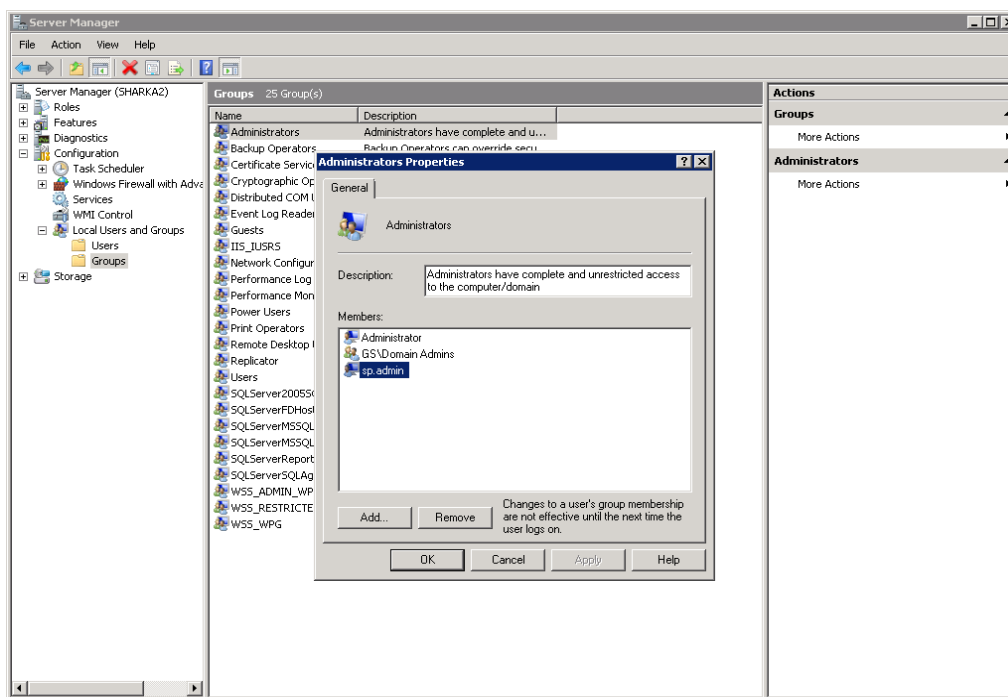 Server Manager
File Action View Help
Server Manager (SHARKA2)
Roles
Features
Diagnostics
Configuration
Task Scheduler
Windows Firewall with Adva
Services
WMI Control
Local Users and Groups
Users
Groups
Storage
Groups 25 Group(s)
Name Description
Administrators Administrators have complete and u...
Backup Operators Backup Operators can override secu
Certificate Servic
Cryptographic Op
Distributed COM
Event Log Reade
Guests
IIS_IUSRS
Network Configur
Performance Log
Performance Mon
Power Users
Print Operators
Remote Desktop
Replicator
Users
SQLServer2005S
SQLServerFDHos
SQLServerMSSQL
SQLServerMSSQL
SQLServerReport
SQLServerSQLAg
WSS_ADMIN_WP
WSS_RESTRICTE
WSS_WPG
Administrators Properties
General
Administrators
Description: Administrators have complete and unrestricted access
to the computer/domain
Members:
Administrator
GS\Domain Admins
sp.admin
Add... Remove
Changes to a user's group membership
are not effective until the next time the
user logs on.
OK Cancel Apply Help
Actions
Groups
More Actions
Administrators
More Actions